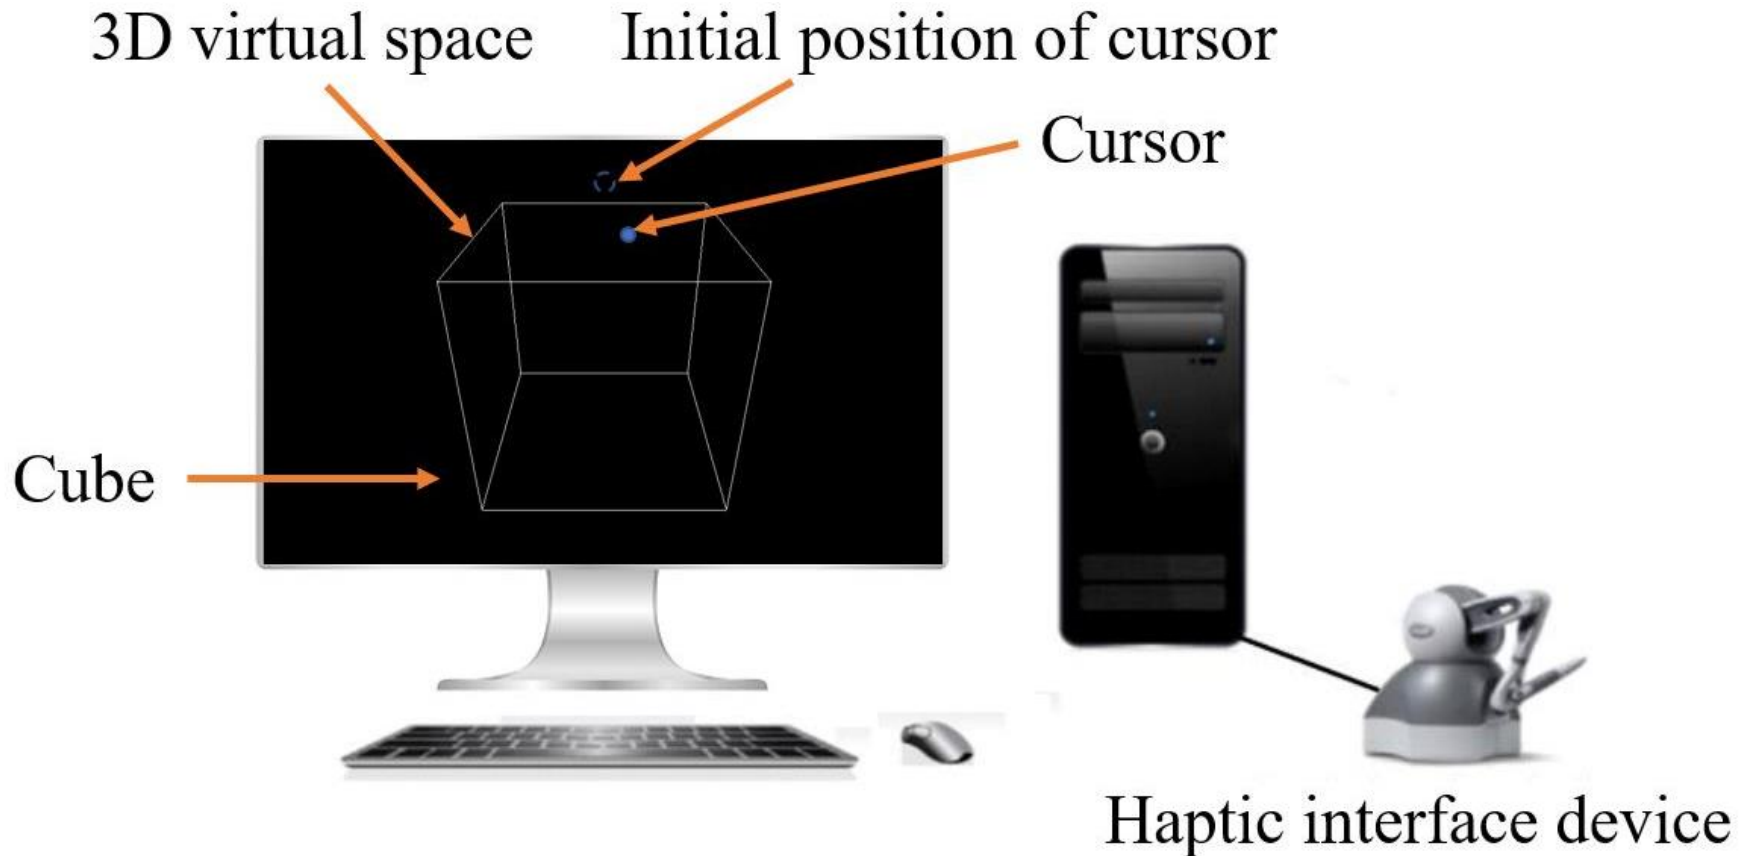 3D virtual space
Initial position of cursor
Cursor
Cube
Haptic interface device